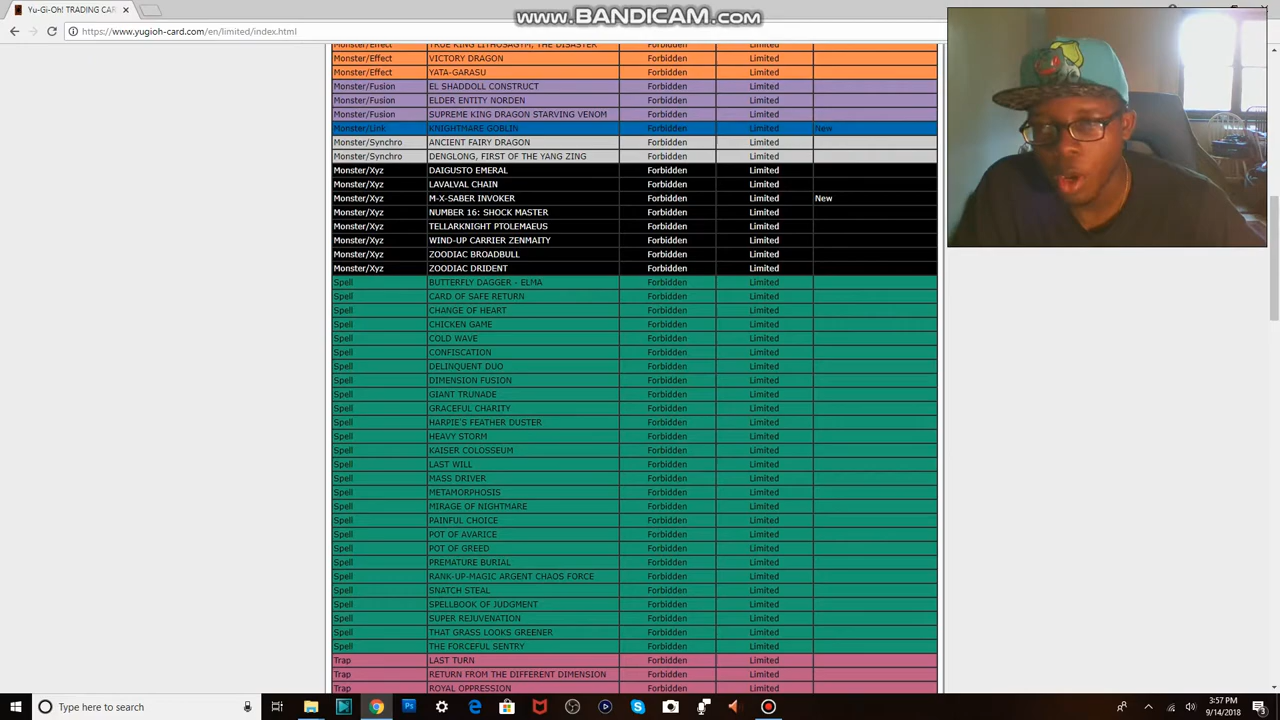 Yu-Gi-Oh! TRADING CAR
www.BANDICAM.com
https://www.yugioh-card.com/en/limited/index.html
Monster/Effect TRUE KING LITHOSAGYM, THE DISASTER Forbidden Limited
Monster/Effect VICTORY DRAGON Forbidden Limited
Monster/Effect YATA-GARASU Forbidden Limited
Monster/Fusion EL SHADDOLL CONSTRUCT Forbidden Limited
Monster/Fusion ELDER ENTITY NORDEN Forbidden Limited
Monster/Fusion SUPREME KING DRAGON STARVING VENOM Forbidden Limited
Monster/Link KNIGHTMARE GOBLIN Forbidden Limited New
Monster/Synchro ANCIENT FAIRY DRAGON Forbidden Limited
Monster/Synchro DENGLONG, FIRST OF THE YANG ZING Forbidden Limited
Monster/Xyz DAIGUSTO EMERAL Forbidden Limited
Monster/Xyz LAVALVAL CHAIN Forbidden Limited
Monster/Xyz M-X-SABER INVOKER Forbidden Limited New
Monster/Xyz NUMBER 16: SHOCK MASTER Forbidden Limited
Monster/Xyz TELLARKNIGHT PTOLEMAEUS Forbidden Limited
Monster/Xyz WIND-UP CARRIER ZENMAITY Forbidden Limited
Monster/Xyz ZOODIAC BROADBULL Forbidden Limited
Monster/Xyz ZOODIAC DRIDENT Forbidden Limited
Spell BUTTERFLY DAGGER - ELMA Forbidden Limited
Spell CARD OF SAFE RETURN Forbidden Limited
Spell CHANGE OF HEART Forbidden Limited
Spell CHICKEN GAME Forbidden Limited
Spell COLD WAVE Forbidden Limited
Spell CONFISCATION Forbidden Limited
Spell DELINQUENT DUO Forbidden Limited
Spell DIMENSION FUSION Forbidden Limited
Spell GIANT TRUNADE Forbidden Limited
Spell GRACEFUL CHARITY Forbidden Limited
Spell HARPIE'S FEATHER DUSTER Forbidden Limited
Spell HEAVY STORM Forbidden Limited
Spell KAISER COLOSSEUM Forbidden Limited
Spell LAST WILL Forbidden Limited
Spell MASS DRIVER Forbidden Limited
Spell METAMORPHOSIS Forbidden Limited
Spell MIRAGE OF NIGHTMARE Forbidden Limited
Spell PAINFUL CHOICE Forbidden Limited
Spell POT OF AVARICE Forbidden Limited
Spell POT OF GREED Forbidden Limited
Spell PREMATURE BURIAL Forbidden Limited
Spell RANK-UP-MAGIC ARGENT CHAOS FORCE Forbidden Limited
Spell SNATCH STEAL Forbidden Limited
Spell SPELLBOOK OF JUDGMENT Forbidden Limited
Spell SUPER REJUVENATION Forbidden Limited
Spell THAT GRASS LOOKS GREENER Forbidden Limited
Spell THE FORCEFUL SENTRY Forbidden Limited
Trap LAST TURN Forbidden Limited
Trap RETURN FROM THE DIFFERENT DIMENSION Forbidden Limited
Trap ROYAL OPPRESSION Forbidden Limited
Type here to search
3:57 PM
9/14/2018